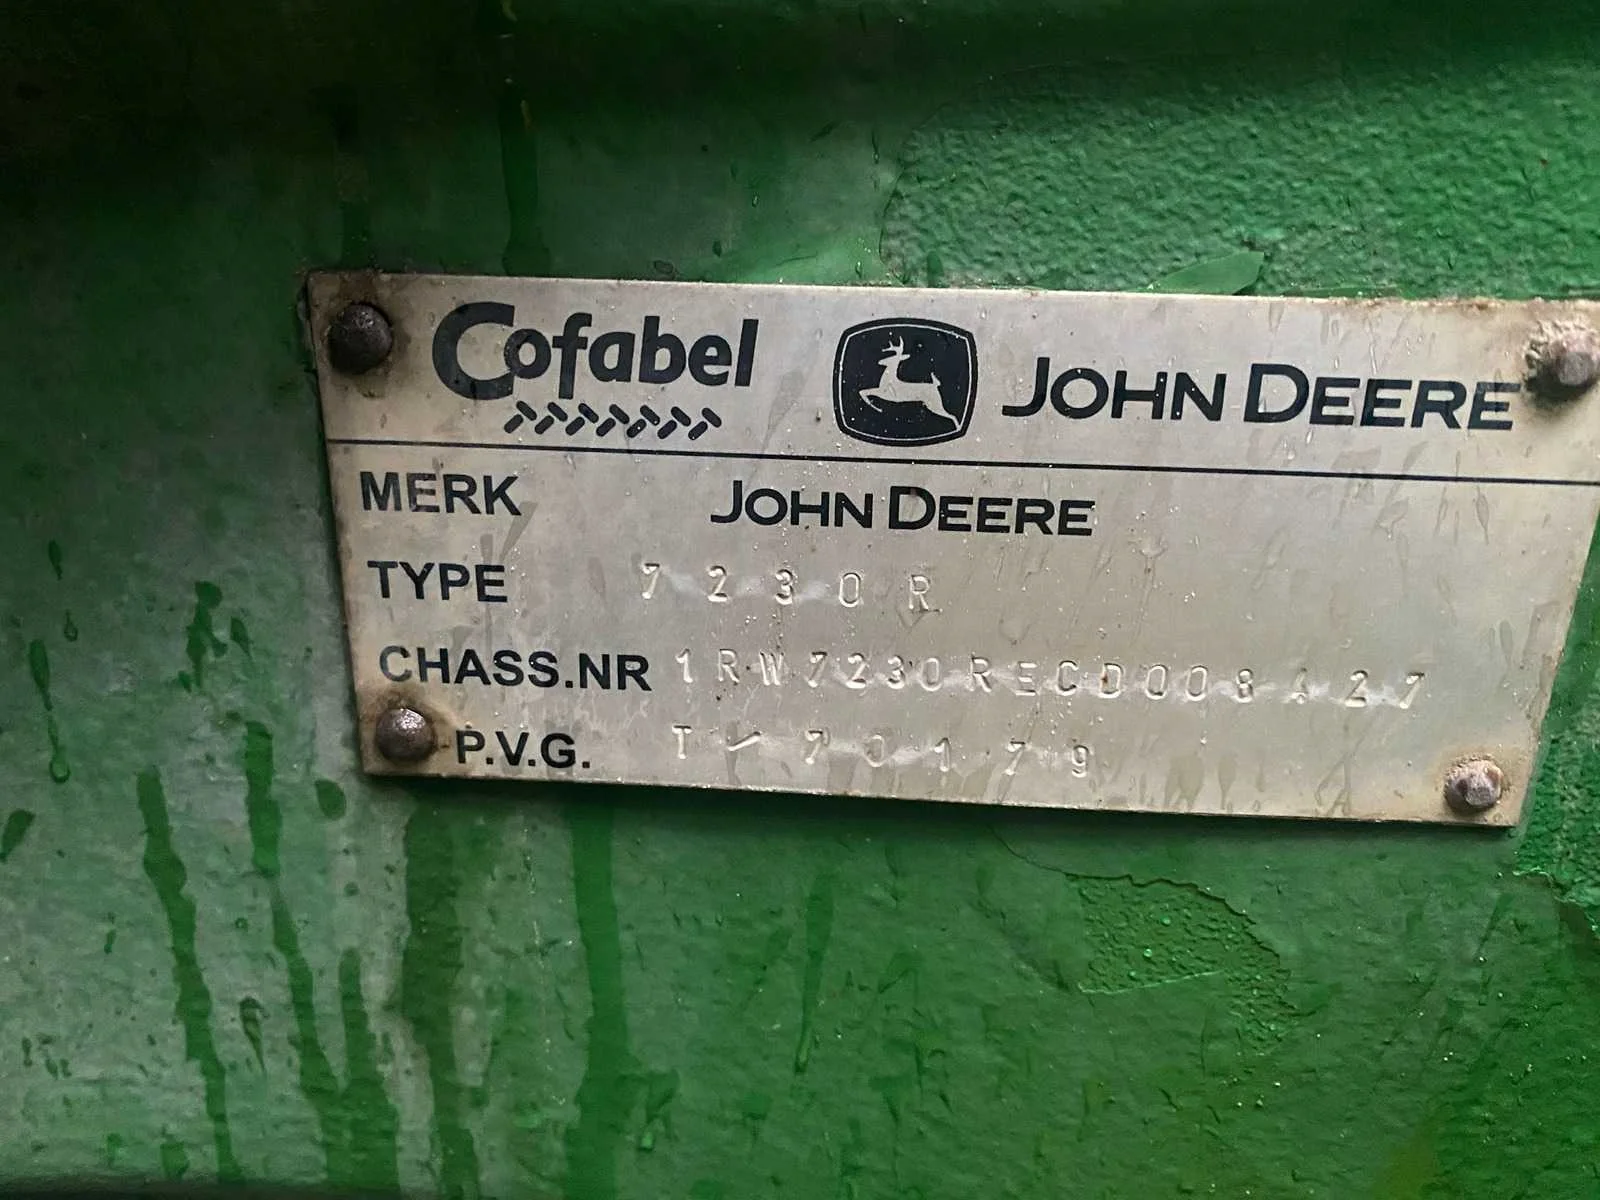 Cofabel JOHN DEERE
MERK JOHN DEERE
TYPE 7230R
CHASS.NR 1RW7230RECD008427
P.V.G. T-70179